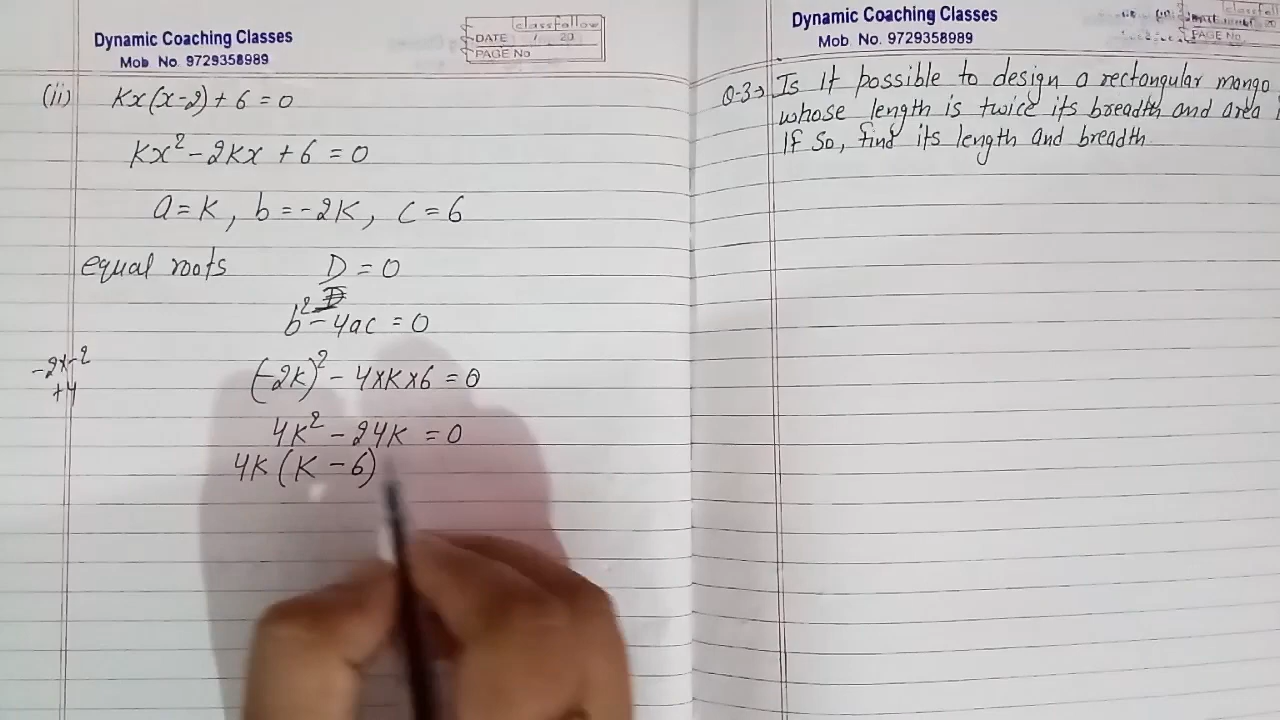 Dynamic Coaching Classes
Mob. No. 9729358989
classfellow
DATE / 20
PAGE No
(ii) Kx(x-2)+6=0
Kx²-2Kx+6=0
a=K, b=-2K, c=6
equal roots D=0
b²-4ac=0
-2x-2
+4
(-2K)²-4xKx6=0
4K²-24K=0
4K(K-6)
Dynamic Coaching Classes
Mob. No. 9729358989
PAGE No
Q-3→ Is It possible to design a rectangular mango
whose length is twice its breadth and area
If So, find its length and breadth